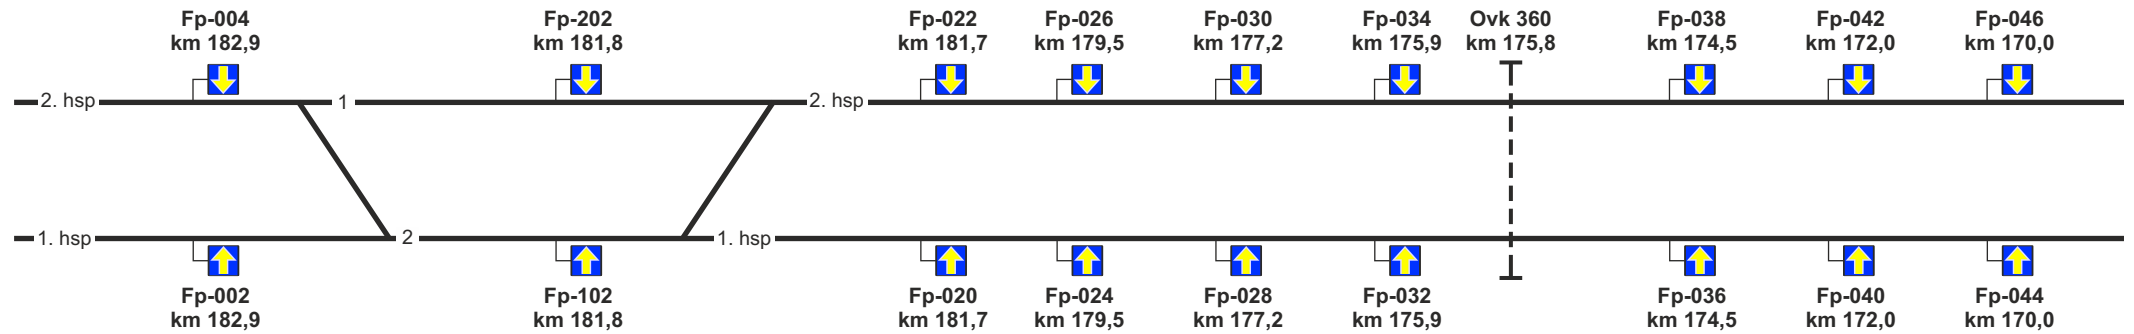 Fp-004
km 182,9
Fp-202
km 181,8
Fp-022
km 181,7
Fp-026
km 179,5
Fp-030
km 177,2
Fp-034
km 175,9
Ovk 360
km 175,8
Fp-038
km 174,5
Fp-042
km 172,0
Fp-046
km 170,0
2. hsp
1
2. hsp
1. hsp
2
1. hsp
Fp-002
km 182,9
Fp-102
km 181,8
Fp-020
km 181,7
Fp-024
km 179,5
Fp-028
km 177,2
Fp-032
km 175,9
Fp-036
km 174,5
Fp-040
km 172,0
Fp-044
km 170,0